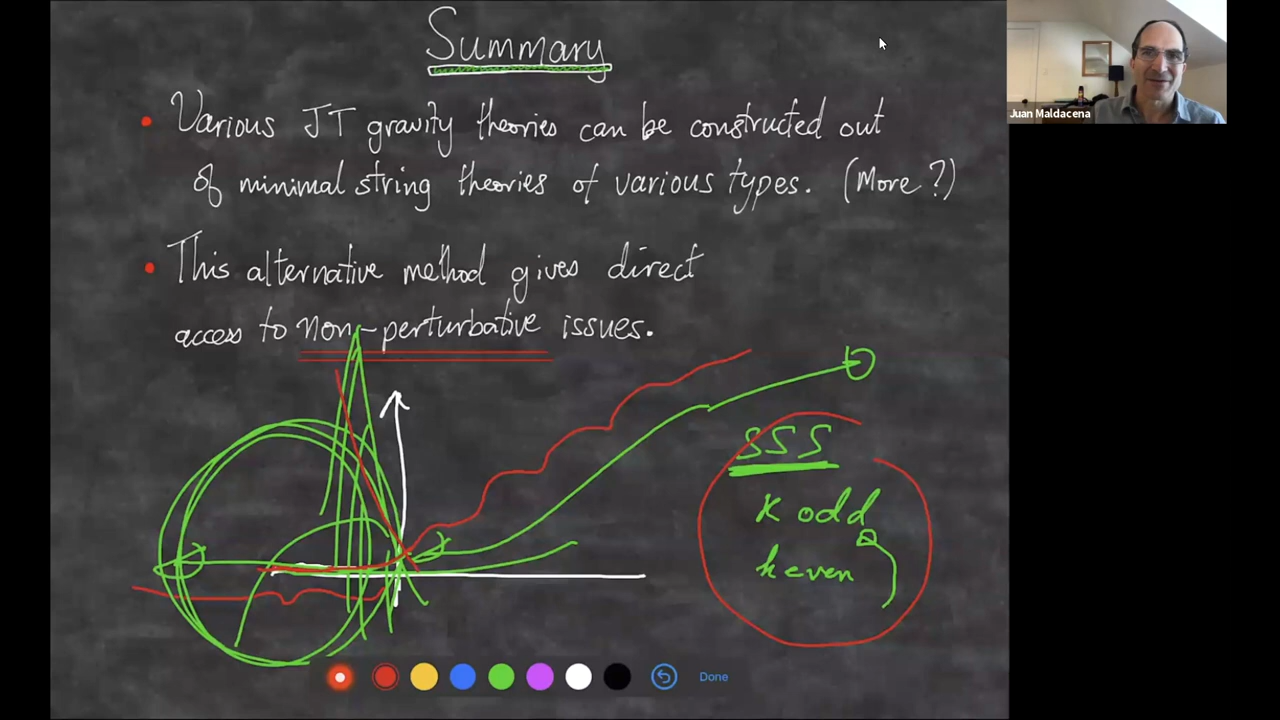 Summary
Juan Maldacena
• Various JT gravity theories can be constructed out
of minimal string theories of various types. (More?)
• This alternative method gives direct
access to non-perturbative issues.
SSS
k odd
k even
Done